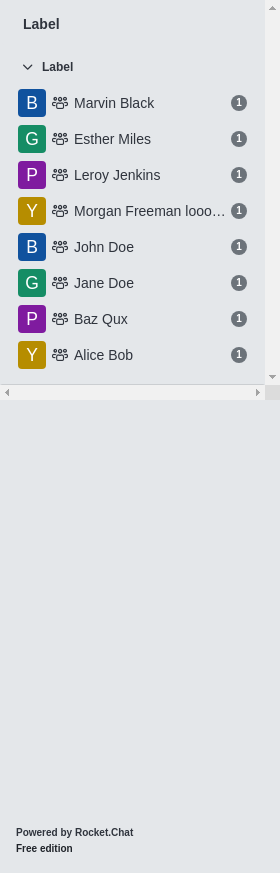 Label
Label
B Marvin Black 1
G Esther Miles 1
P Leroy Jenkins 1
Y Morgan Freeman looo… 1
B John Doe 1
G Jane Doe 1
P Baz Qux 1
Y Alice Bob 1
Powered by Rocket.Chat
Free edition